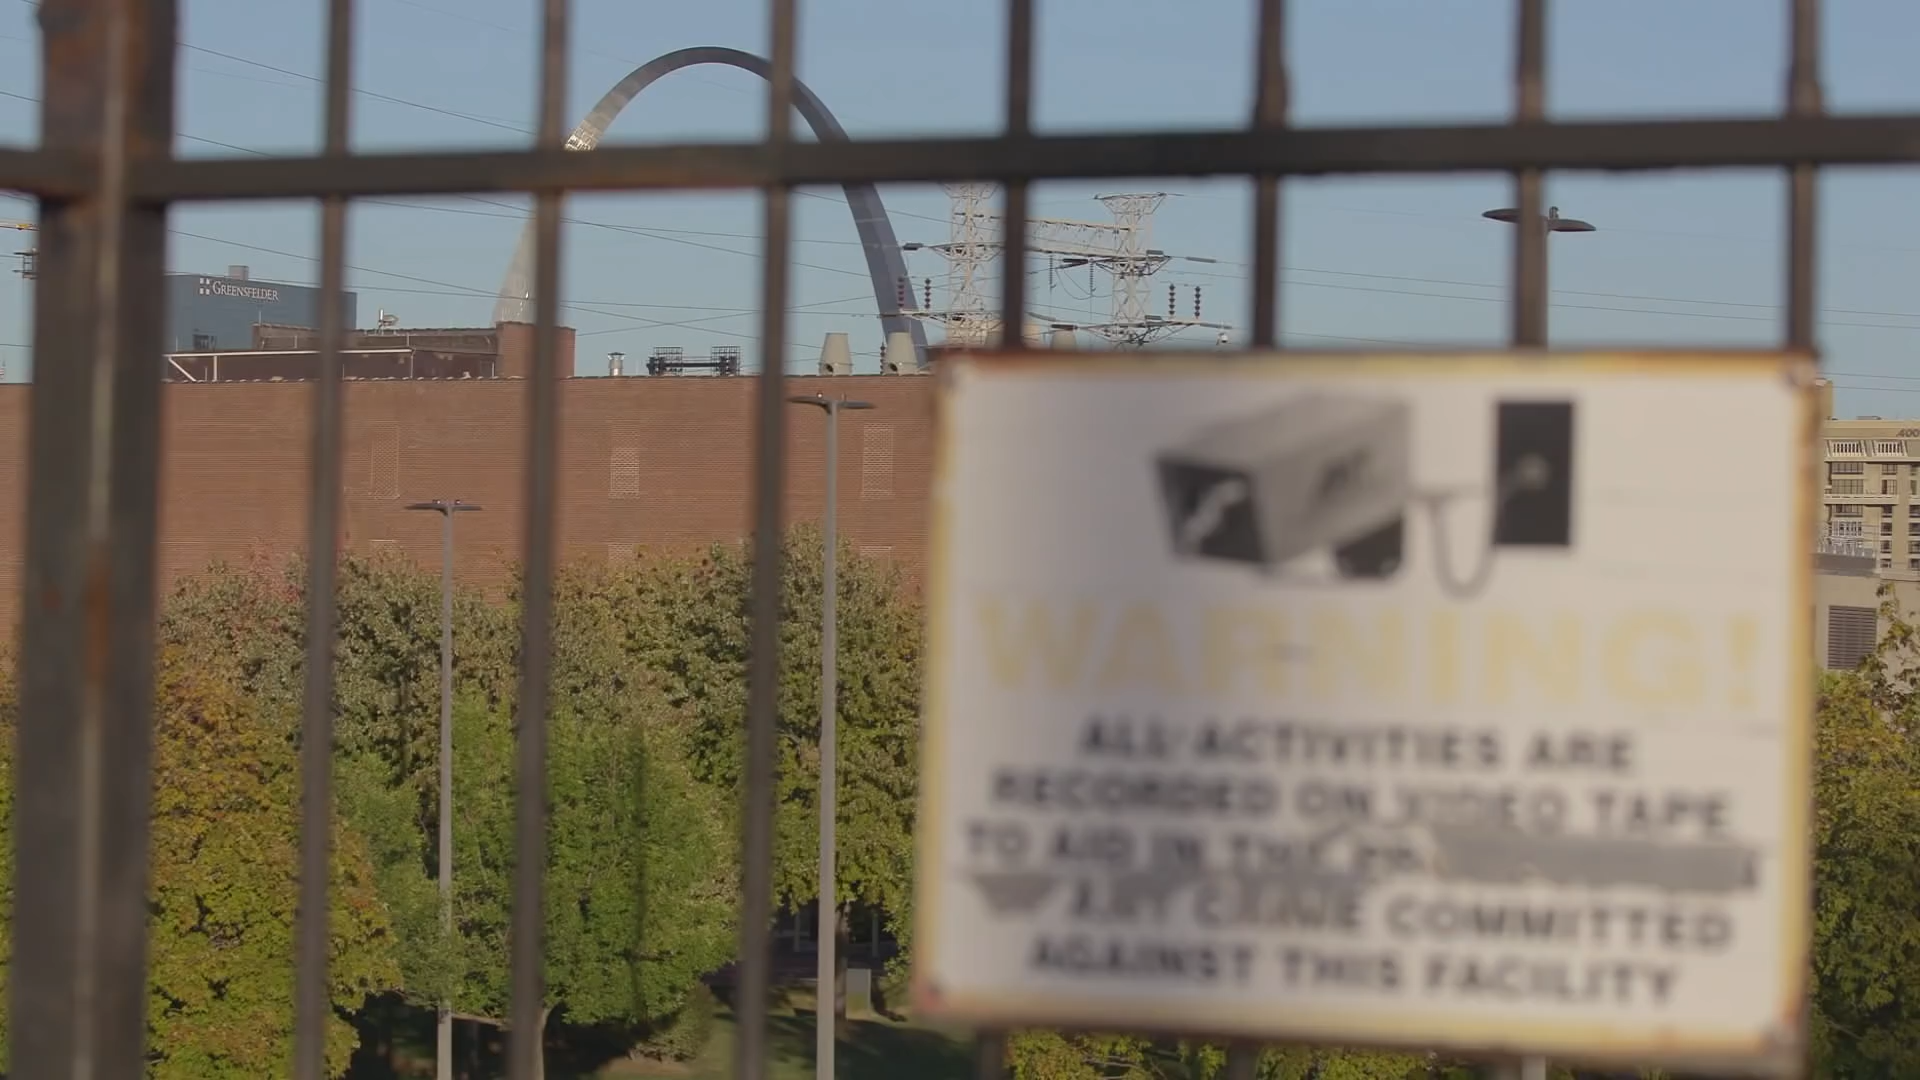 GREENSFELDER
400
WARNING!
ALL ACTIVITIES ARE
RECORDED ON VIDEO TAPE
TO AID IN THE
ANY CRIME COMMITTED
AGAINST THIS FACILITY